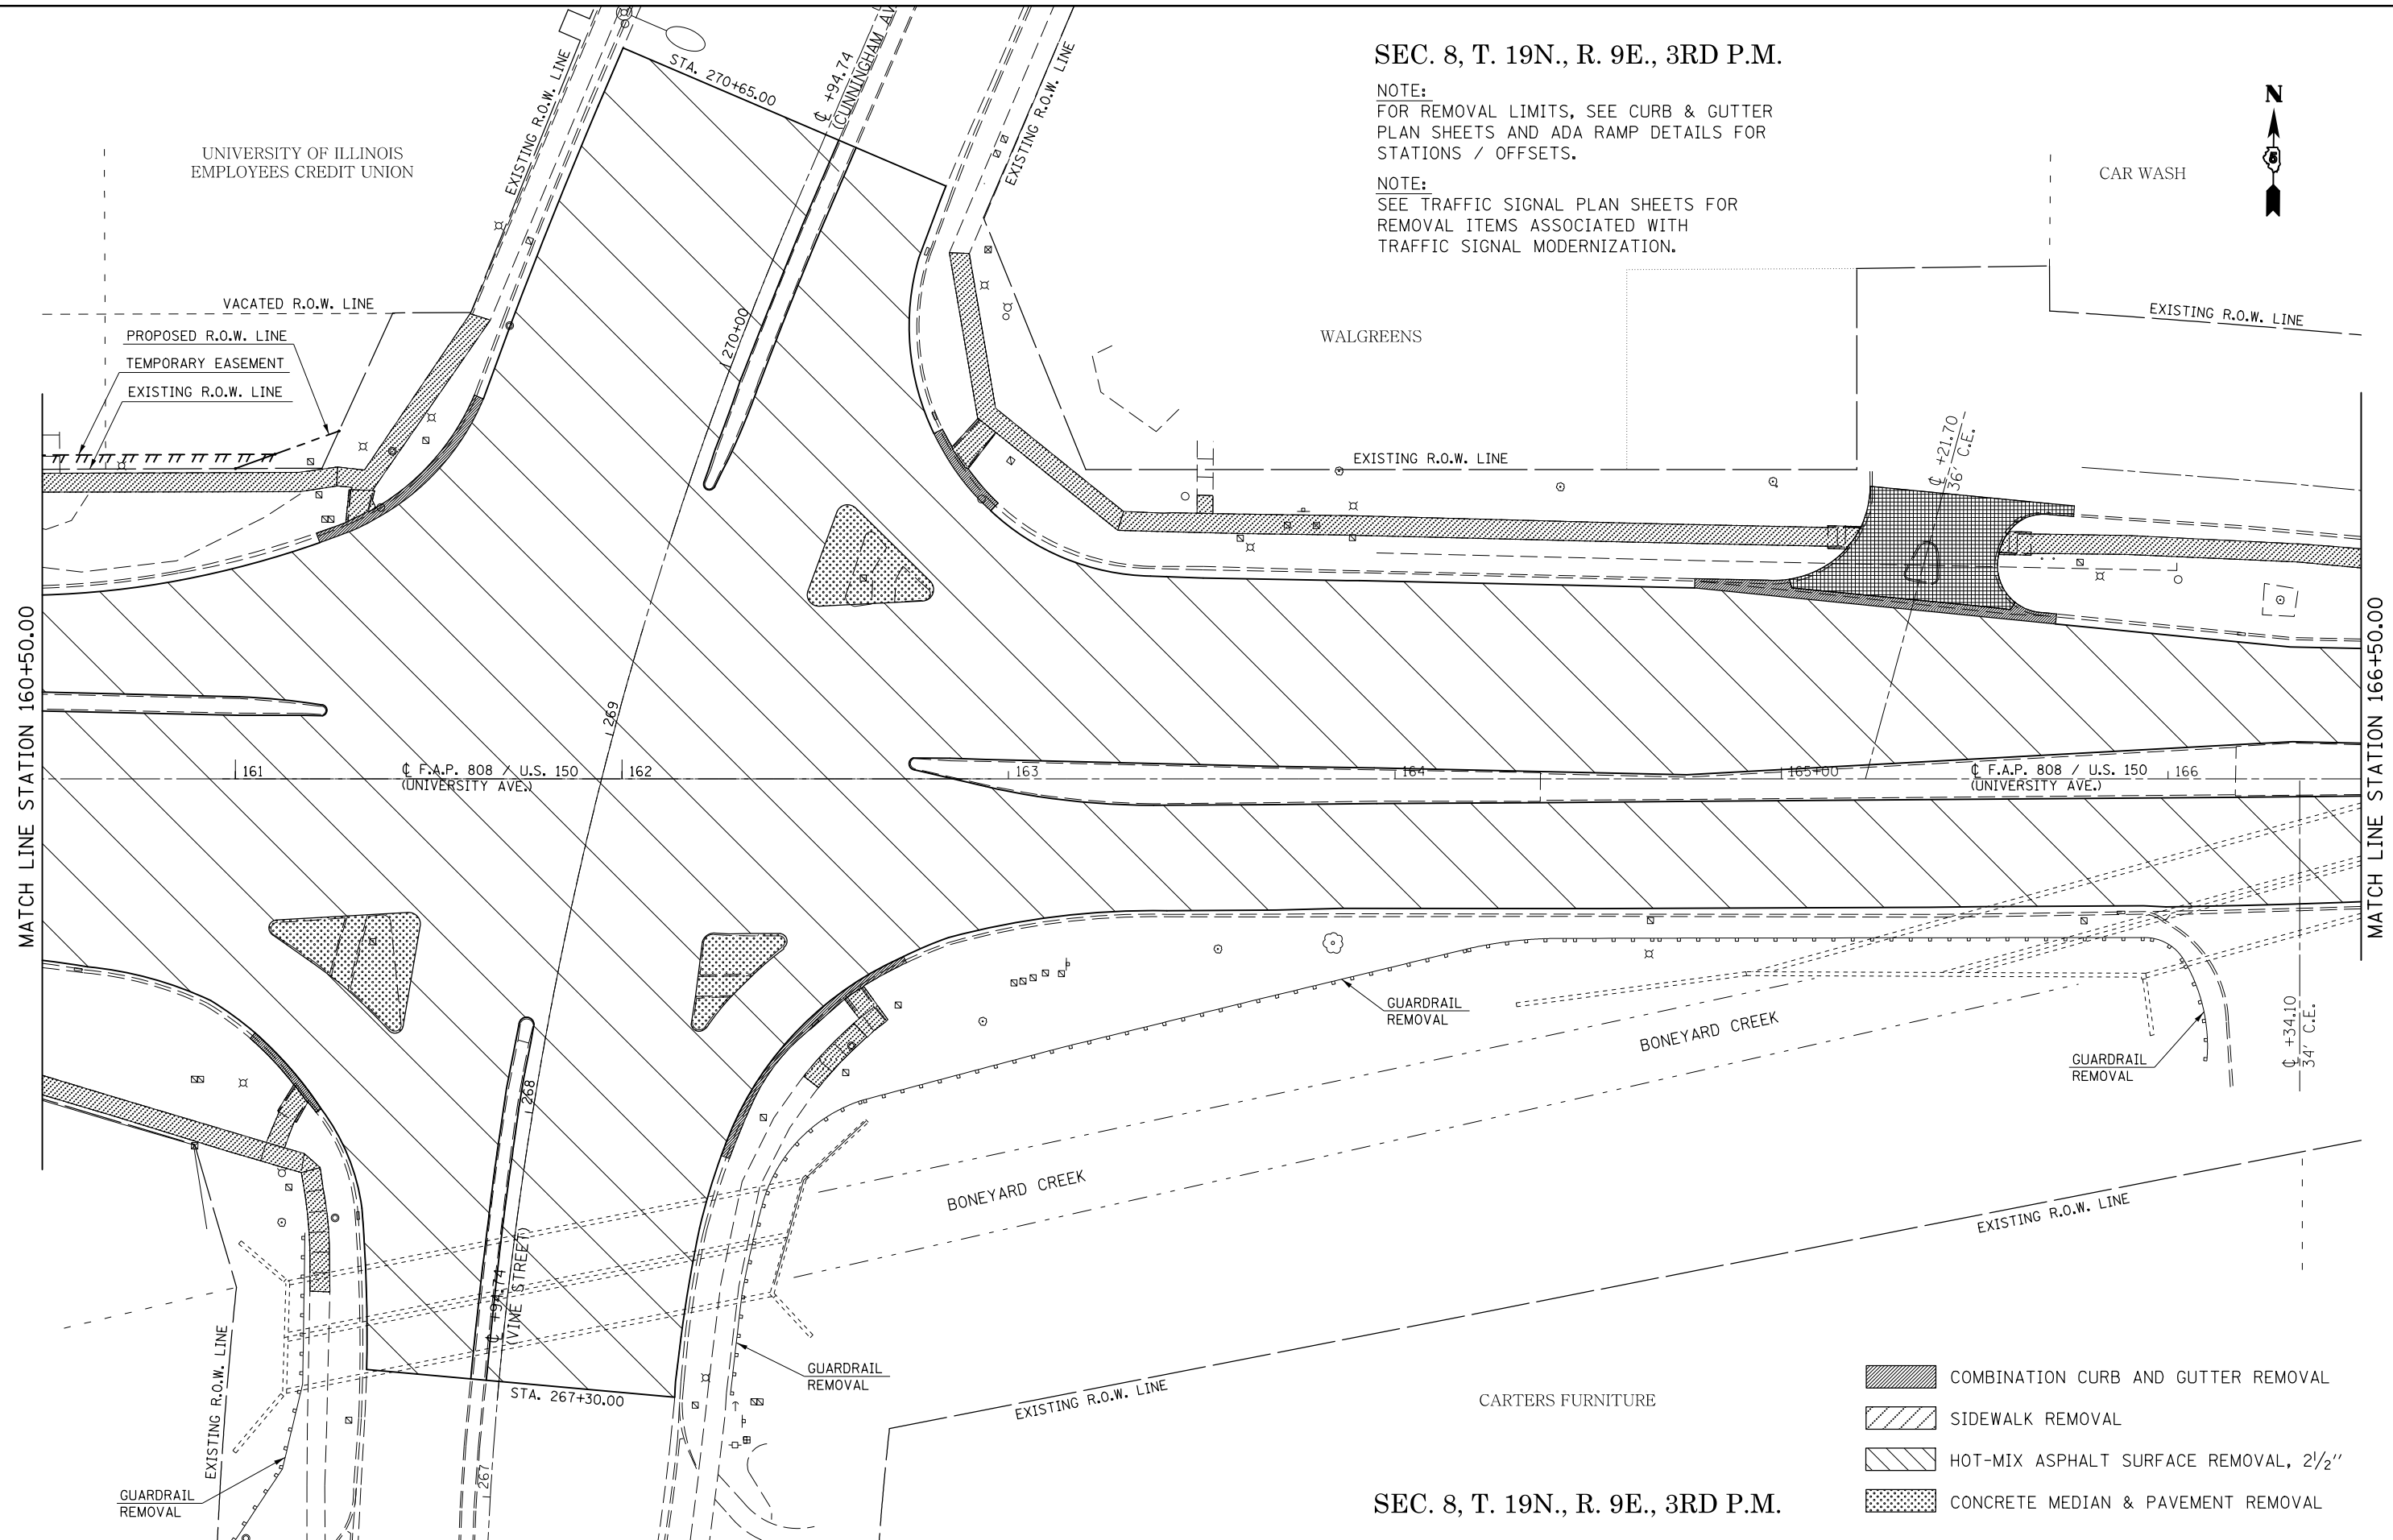 SEC. 8, T. 19N., R. 9E., 3RD P.M.
NOTE:
FOR REMOVAL LIMITS, SEE CURB & GUTTER
PLAN SHEETS AND ADA RAMP DETAILS FOR
STATIONS / OFFSETS.
NOTE:
SEE TRAFFIC SIGNAL PLAN SHEETS FOR
REMOVAL ITEMS ASSOCIATED WITH
TRAFFIC SIGNAL MODERNIZATION.
N
5
CAR WASH
UNIVERSITY OF ILLINOIS
EMPLOYEES CREDIT UNION
EXISTING R.O.W. LINE
STA. 270+65.00
℄ +94.74
(CUNNINGHAM
EXISTING R.O.W. LINE
VACATED R.O.W. LINE
PROPOSED R.O.W. LINE
TEMPORARY EASEMENT
EXISTING R.O.W. LINE
270+00
WALGREENS
EXISTING R.O.W. LINE
EXISTING R.O.W. LINE
℄ +21.70
36' C.E.
MATCH LINE STATION 160+50.00
MATCH LINE STATION 166+50.00
269
161
℄ F.A.P. 808 / U.S. 150
(UNIVERSITY AVE.)
162
163
164
165+00
℄ F.A.P. 808 / U.S. 150
(UNIVERSITY AVE.)
166
GUARDRAIL
REMOVAL
BONEYARD CREEK
GUARDRAIL
REMOVAL
℄ +34.10
34' C.E.
268
BONEYARD CREEK
EXISTING R.O.W. LINE
℄ +94.74
(VINE STREET)
EXISTING R.O.W. LINE
GUARDRAIL
REMOVAL
STA. 267+30.00
EXISTING R.O.W. LINE
CARTERS FURNITURE
267
GUARDRAIL
REMOVAL
COMBINATION CURB AND GUTTER REMOVAL
SIDEWALK REMOVAL
HOT-MIX ASPHALT SURFACE REMOVAL, 2½"
CONCRETE MEDIAN & PAVEMENT REMOVAL
SEC. 8, T. 19N., R. 9E., 3RD P.M.